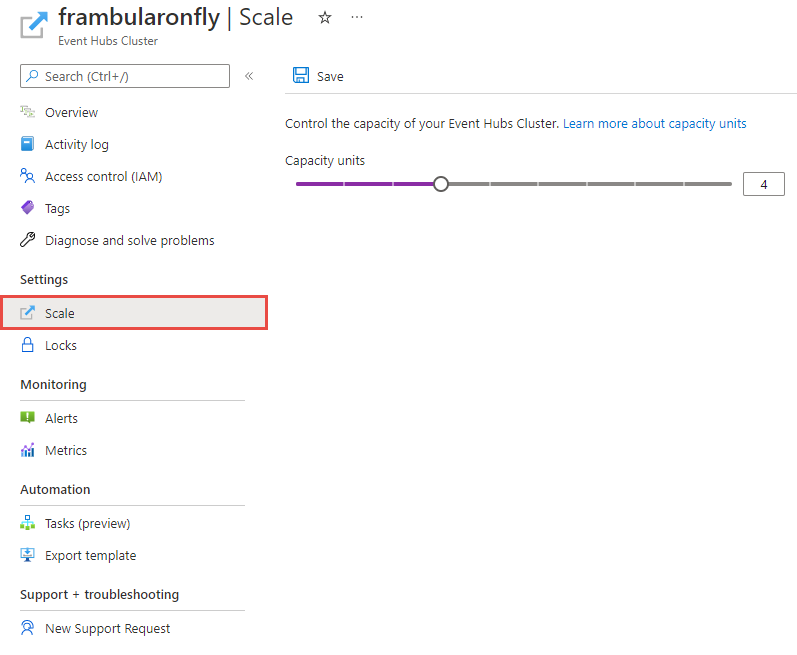 frambularonfly | Scale
Event Hubs Cluster
Search (Ctrl+/)
Overview
Activity log
Access control (IAM)
Tags
Diagnose and solve problems
Settings
Scale
Locks
Monitoring
Alerts
Metrics
Automation
Tasks (preview)
Export template
Support + troubleshooting
New Support Request
Save
Control the capacity of your Event Hubs Cluster. Learn more about capacity units
Capacity units
4